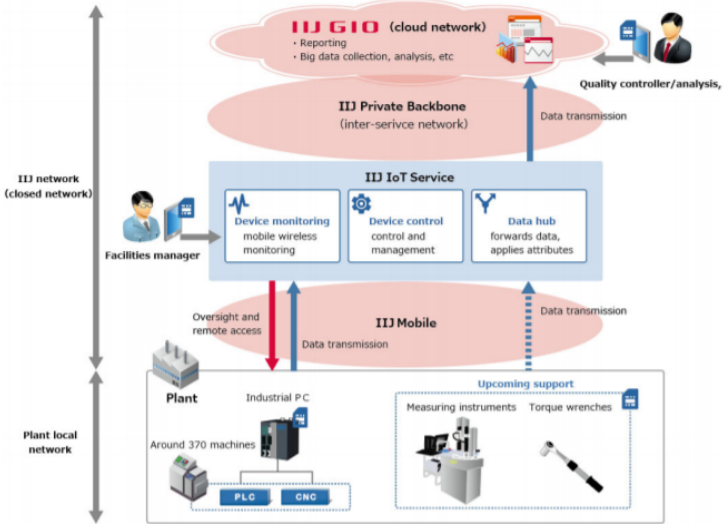 IIJ GIO (cloud network)
・Reporting
・Big data collection, analysis, etc
Quality controller/analysis,
IIJ Private Backbone
(inter-serivce network)
Data transmission
IIJ network
(closed network)
IIJ IoT Service
Device monitoring
mobile wireless
monitoring
Device control
control and
management
Data hub
forwards data,
applies attributes
Facilities manager
Oversight and
remote access
Data transmission
IIJ Mobile
Data transmission
Plant
Plant local
network
Industrial PC
Around 370 machines
PLC
CNC
Upcoming support
Measuring instruments
Torque wrenches